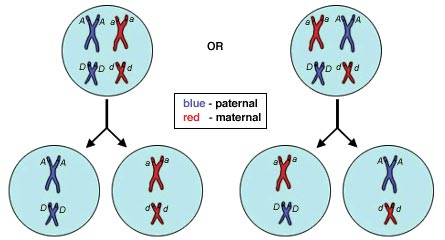 A A a a
D D d d
OR
a a A A
D D d d
blue - paternal
red - maternal
A A
D D
a a
d d
a a
D D
A A
d d